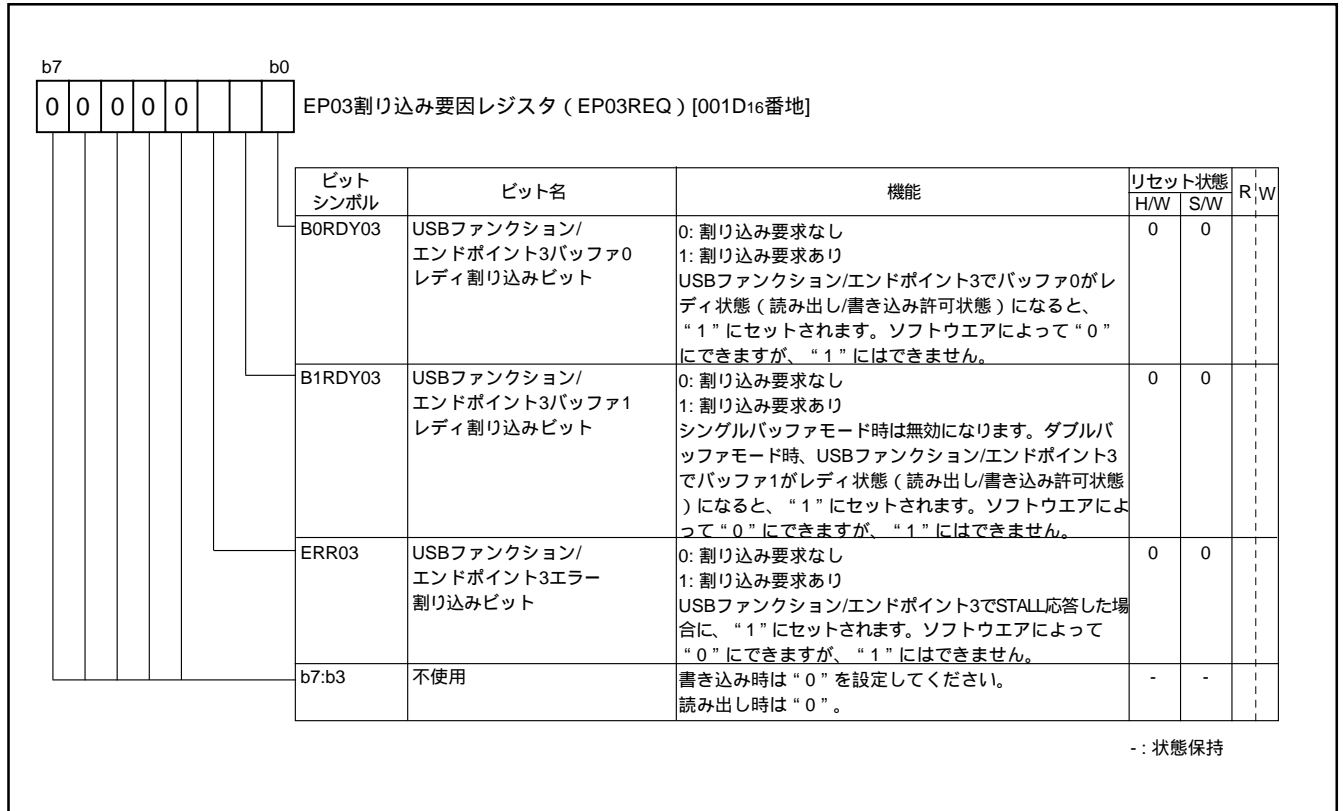 b7 b0
0 0 0 0 0
EP03割り込み要因レジスタ（EP03REQ）[001D16番地]
ビット
シンボル
ビット名
機能
リセット状態
H/W S/W
R W
B0RDY03
USBファンクション/
エンドポイント3バッファ0
レディ割り込みビット
0: 割り込み要求なし
1: 割り込み要求あり
USBファンクション/エンドポイント3でバッファ0がレ
ディ状態（読み出し/書き込み許可状態）になると、
“1”にセットされます。ソフトウエアによって“0”
にできますが、“1”にはできません。
0 0
B1RDY03
USBファンクション/
エンドポイント3バッファ1
レディ割り込みビット
0: 割り込み要求なし
1: 割り込み要求あり
シングルバッファモード時は無効になります。ダブルバ
ッファモード時、USBファンクション/エンドポイント3
でバッファ1がレディ状態（読み出し/書き込み許可状態
）になると、“1”にセットされます。ソフトウエアによ
って“0”にできますが、“1”にはできません。
0 0
ERR03
USBファンクション/
エンドポイント3エラー
割り込みビット
0: 割り込み要求なし
1: 割り込み要求あり
USBファンクション/エンドポイント3でSTALL応答した場
合に、“1”にセットされます。ソフトウエアによって
“0”にできますが、“1”にはできません。
0 0
b7:b3
不使用
書き込み時は“0”を設定してください。
読み出し時は“0”。
- -
- : 状態保持